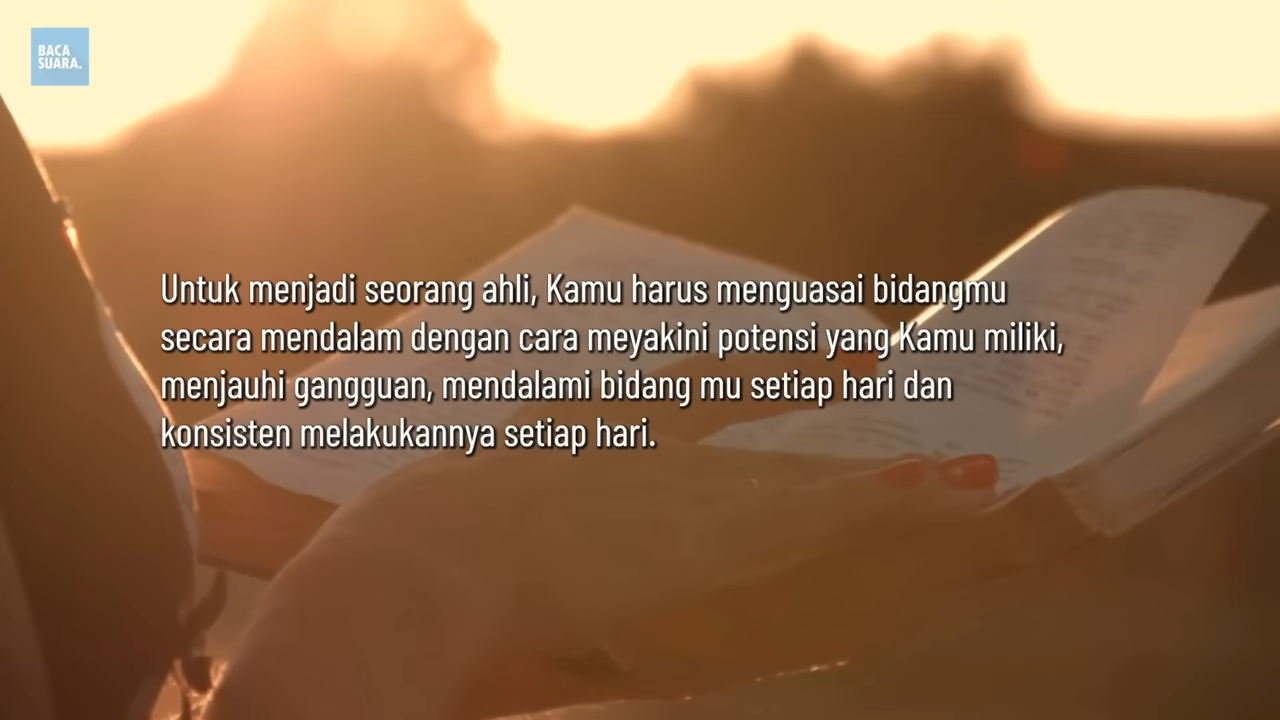 BACA
SUARA.
Untuk menjadi seorang ahli, Kamu harus menguasai bidangmu
secara mendalam dengan cara meyakini potensi yang Kamu miliki,
menjauhi gangguan, mendalami bidang mu setiap hari dan
konsisten melakukannya setiap hari.